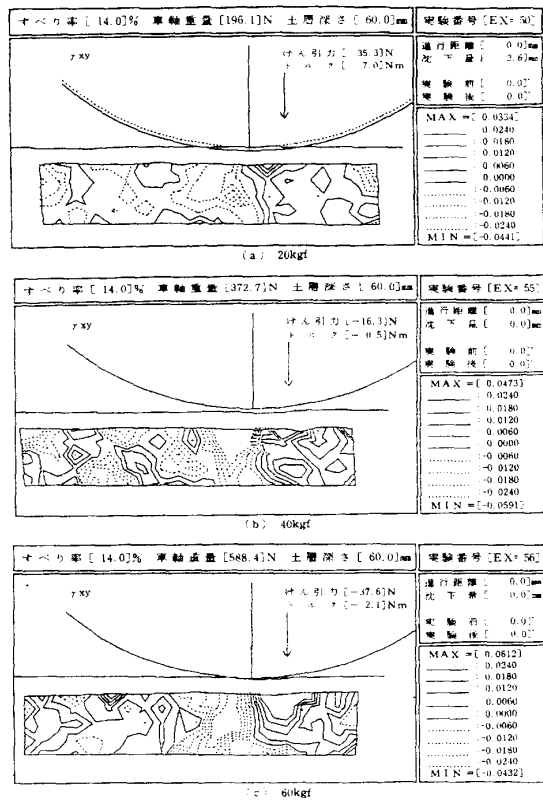 すべり率[ 14.0]% 車軸重量[196.1]N 土層深さ[ 60.0]mm
実験番号[EX= 50]
γxy
けん引力[ 35.3]N
トルク[ 7.0]Nm
進行距離[ 0.0]mm
沈下量[ 2.6]mm
実験前[ 0.0]°
実験後[ 0.0]°
MAX =[ 0.0334]
0.0240
0.0180
0.0120
0.0060
0.0000
-0.0060
-0.0120
-0.0180
-0.0240
MIN =[-0.0441]
(a) 20kgf
すべり率[ 14.0]% 車軸重量[372.7]N 土層深さ[ 60.0]mm
実験番号[EX= 55]
γxy
けん引力[-16.3]N
トルク[- 0.5]Nm
進行距離[ 0.0]mm
沈下量[ 0.0]mm
実験前[ 0.0]°
実験後[ 0.0]°
MAX =[ 0.0473]
0.0240
0.0180
0.0120
0.0060
0.0000
-0.0060
-0.0120
-0.0180
-0.0240
MIN =[-0.0591]
(b) 40kgf
すべり率[ 14.0]% 車軸重量[588.4]N 土層深さ[ 60.0]mm
実験番号[EX= 56]
γxy
けん引力[-37.6]N
トルク[- 2.1]Nm
進行距離[ 0.0]mm
沈下量[ 0.0]mm
実験前[ 0.0]°
実験後[ 0.0]°
MAX =[ 0.0612]
0.0240
0.0180
0.0120
0.0060
0.0000
-0.0060
-0.0120
-0.0180
-0.0240
MIN =[-0.0432]
(c) 60kgf